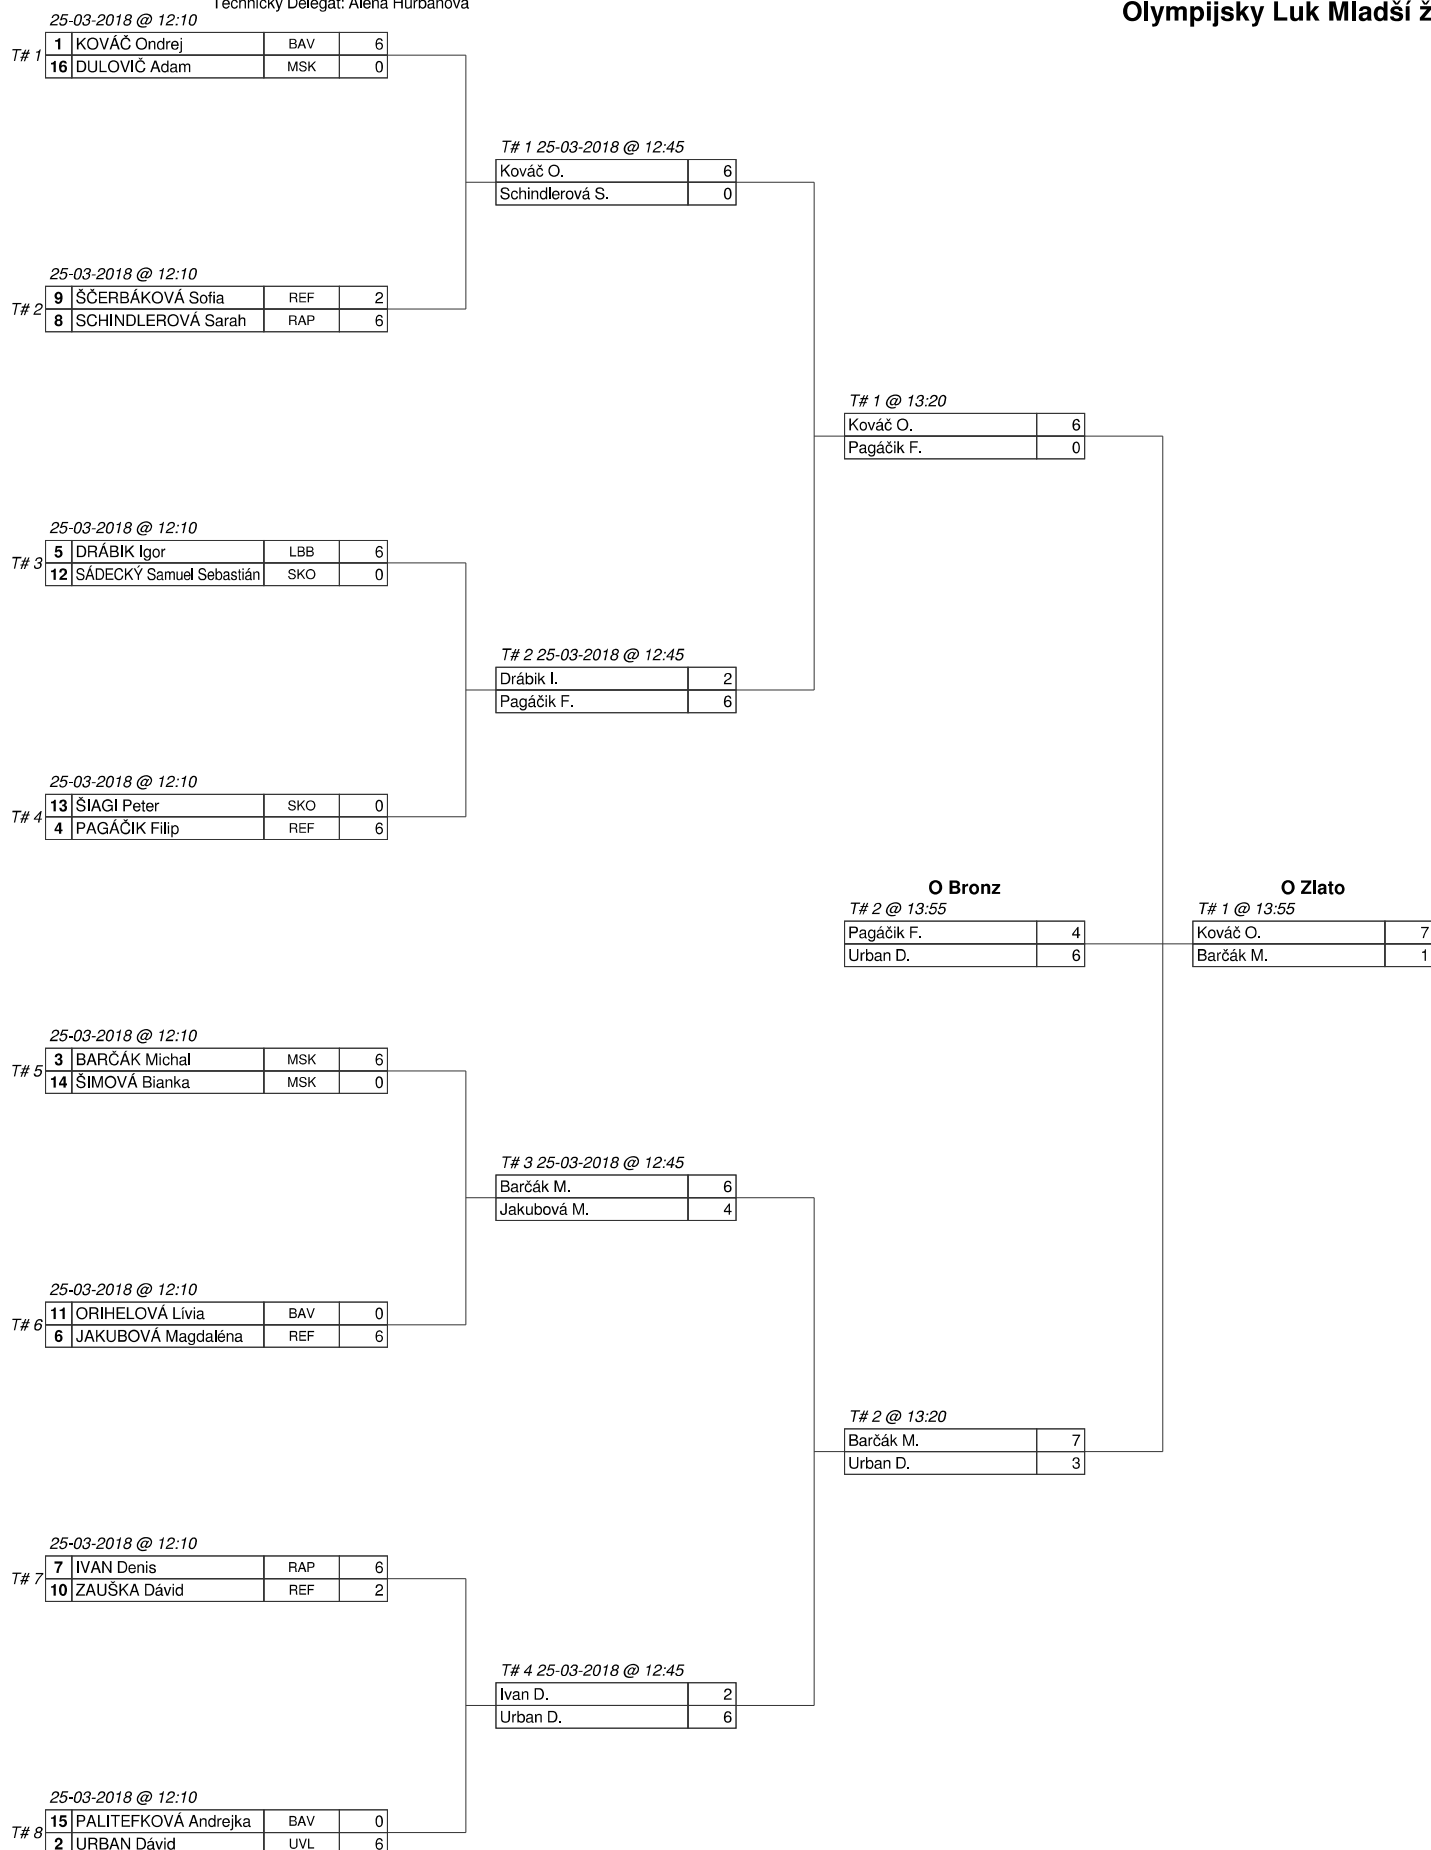 Technický Delegát: Alena Hurbanová
Olympijsky Luk Mladší ž
25-03-2018 @ 12:10
T# 1
1 KOVÁČ Ondrej BAV 6
16 DULOVIČ Adam MSK 0
T# 1 25-03-2018 @ 12:45
Kováč O. 6
Schindlerová S. 0
25-03-2018 @ 12:10
T# 2
9 ŠČERBÁKOVÁ Sofia REF 2
8 SCHINDLEROVÁ Sarah RAP 6
T# 1 @ 13:20
Kováč O. 6
Pagáčik F. 0
25-03-2018 @ 12:10
T# 3
5 DRÁBIK Igor LBB 6
12 SÁDECKÝ Samuel Sebastián SKO 0
T# 2 25-03-2018 @ 12:45
Drábik I. 2
Pagáčik F. 6
25-03-2018 @ 12:10
T# 4
13 ŠIAGI Peter SKO 0
4 PAGÁČIK Filip REF 6
O Bronz
T# 2 @ 13:55
Pagáčik F. 4
Urban D. 6
O Zlato
T# 1 @ 13:55
Kováč O. 7
Barčák M. 1
25-03-2018 @ 12:10
T# 5
3 BARČÁK Michal MSK 6
14 ŠIMOVÁ Bianka MSK 0
T# 3 25-03-2018 @ 12:45
Barčák M. 6
Jakubová M. 4
25-03-2018 @ 12:10
T# 6
11 ORIHELOVÁ Lívia BAV 0
6 JAKUBOVÁ Magdaléna REF 6
T# 2 @ 13:20
Barčák M. 7
Urban D. 3
25-03-2018 @ 12:10
T# 7
7 IVAN Denis RAP 6
10 ZAUŠKA Dávid REF 2
T# 4 25-03-2018 @ 12:45
Ivan D. 2
Urban D. 6
25-03-2018 @ 12:10
T# 8
15 PALITEFKOVÁ Andrejka BAV 0
2 URBAN Dávid UVL 6